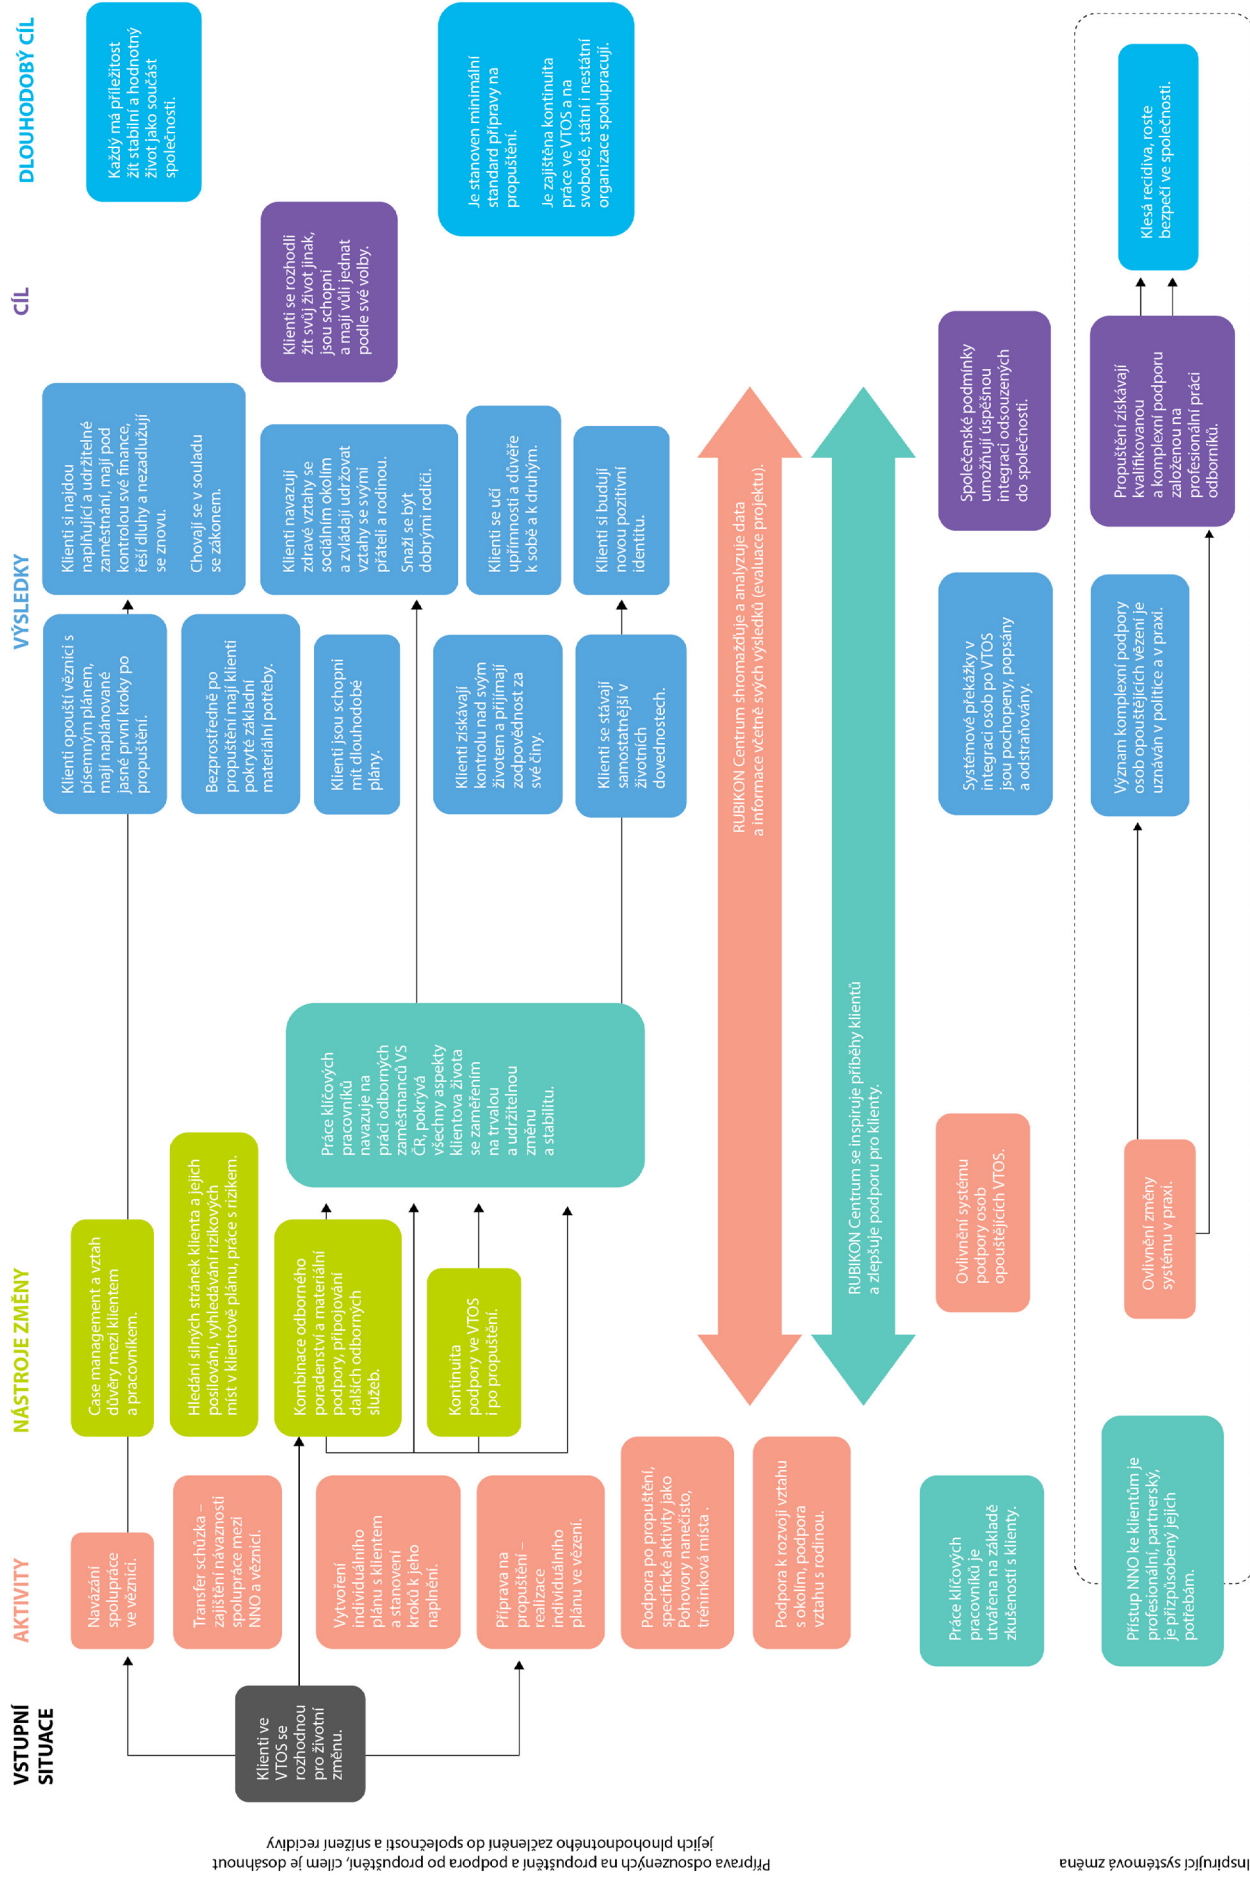 VSTUPNÍ
SITUACE
AKTIVITY
NÁSTROJE ZMĚNY
VÝSLEDKY
CÍL
DLOUHODOBÝ CÍL
Příprava odsouzených na propuštění a podpora po propuštění, cílem je dosáhnout
jejich plnohodnotného začlenění do společnosti a snížení recidivy
Klienti ve
VTOS se
rozhodnou
pro životní
změnu.
Navázání
spolupráce
ve věznici.
Transfer schůzka –
zajištění návaznosti
spolupráce mezi
NNO a věznicí.
Vytvoření
individuálního
plánu s klientem
a stanovení
kroků k jeho
naplnění.
Příprava na
propuštění –
realizace
individuálního
plánu ve vězení.
Podpora po propuštění,
specifické aktivity jako
Pohovory nanečisto,
tréninková místa .
Podpora k rozvoji vztahu
s okolím, podpora
vztahu s rodinou.
Case management a vztah
důvěry mezi klientem
a pracovníkem.
Hledání silných stránek klienta a jejich
posilování, vyhledávání rizikových
míst v klientově plánu, práce s rizikem.
Kombinace odborného
poradenství a materiální
podpory, připojování
dalších odborných
služeb.
Kontinuita
podpory ve VTOS
i po propuštění.
Práce klíčových
pracovníků
navazuje na
práci odborných
zaměstnanců VS
ČR, pokrývá
všechny aspekty
klientova života
se zaměřením
na trvalou
a udržitelnou
změnu
a stabilitu.
Klienti opouští věznici s
písemným plánem,
mají naplánované
jasné první kroky po
propuštění.
Bezprostředně po
propuštění mají klienti
pokryté základní
materiální potřeby.
Klienti jsou schopni
mít dlouhodobé
plány.
Klienti získávají
kontrolu nad svým
životem a přijímají
zodpovědnost za
své činy.
Klienti se stávají
samostatnější v
životních
dovednostech.
Klienti si najdou
naplňující a udržitelné
zaměstnání, mají pod
kontrolou své finance,
řeší dluhy a nezadlužují
se znovu.
Chovají se v souladu
se zákonem.
Klienti navazují
zdravé vztahy se
sociálním okolím
a zvládají udržovat
vztahy se svými
přáteli a rodinou.
Snaží se být
dobrými rodiči.
Klienti se učí
upřímnosti a důvěře
k sobě a k druhým.
Klienti si budují
novou pozitivní
identitu.
Klienti se rozhodli
žít svůj život jinak,
jsou schopni
a mají vůli jednat
podle své volby.
Každý má příležitost
žít stabilní a hodnotný
život jako součást
společnosti.
Je stanoven minimální
standard přípravy na
propuštění.
Je zajištěna kontinuita
práce ve VTOS a na
svobodě, státní i nestátní
organizace spolupracují.
RUBIKON Centrum shromažďuje a analyzuje data
a informace včetně svých výsledků (evaluace projektu).
RUBIKON Centrum se inspiruje příběhy klientů
a zlepšuje podporu pro klienty.
Inspirující systémová změna
Práce klíčových
pracovníků je
utvářena na základě
zkušeností s klienty.
Ovlivnění systému
podpory osob
opouštějících VTOS.
Systémové překážky v
integraci osob po VTOS
jsou pochopeny, popsány
a odstraňovány.
Společenské podmínky
umožňují úspěšnou
integraci odsouzených
do společnosti.
Přístup NNO ke klientům je
profesionální, partnerský,
je přizpůsobený jejich
potřebám.
Ovlivnění změny
systému v praxi.
Význam komplexní podpory
osob opouštějících vězení je
uznáván v politice a v praxi.
Propuštění získávají
kvalifikovanou
a komplexní podporu
založenou na
profesionální práci
odborníků.
Klesá recidiva, roste
bezpečí ve společnosti.